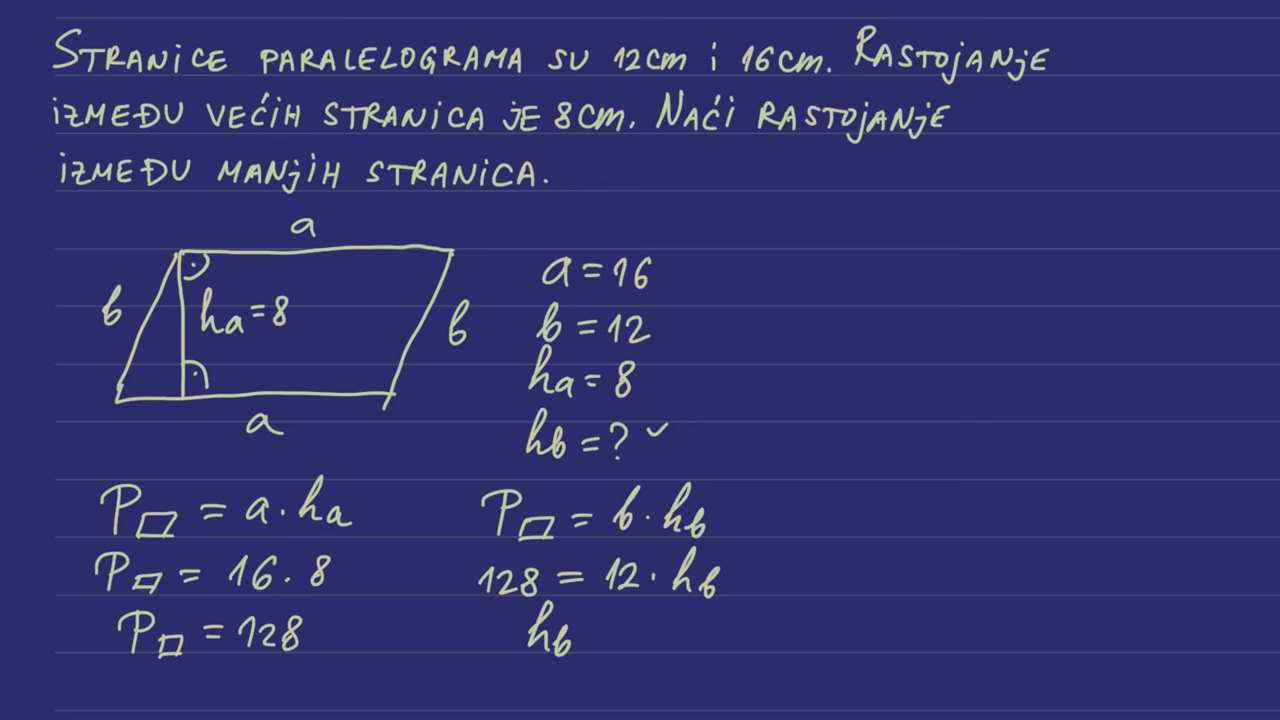 STRANICE PARALELOGRAMA SU 12cm i 16cm. RASTOJANJE
IZMEĐU VEĆIH STRANICA JE 8cm. NAĆI RASTOJANJE
IZMEĐU MANJIH STRANICA.
a
b
ha=8
b
a
a=16
b=12
ha=8
hb=? ✓
P▱ = a·ha
P▱ = 16·8
P▱ = 128
P▱ = b·hb
128 = 12·hb
hb